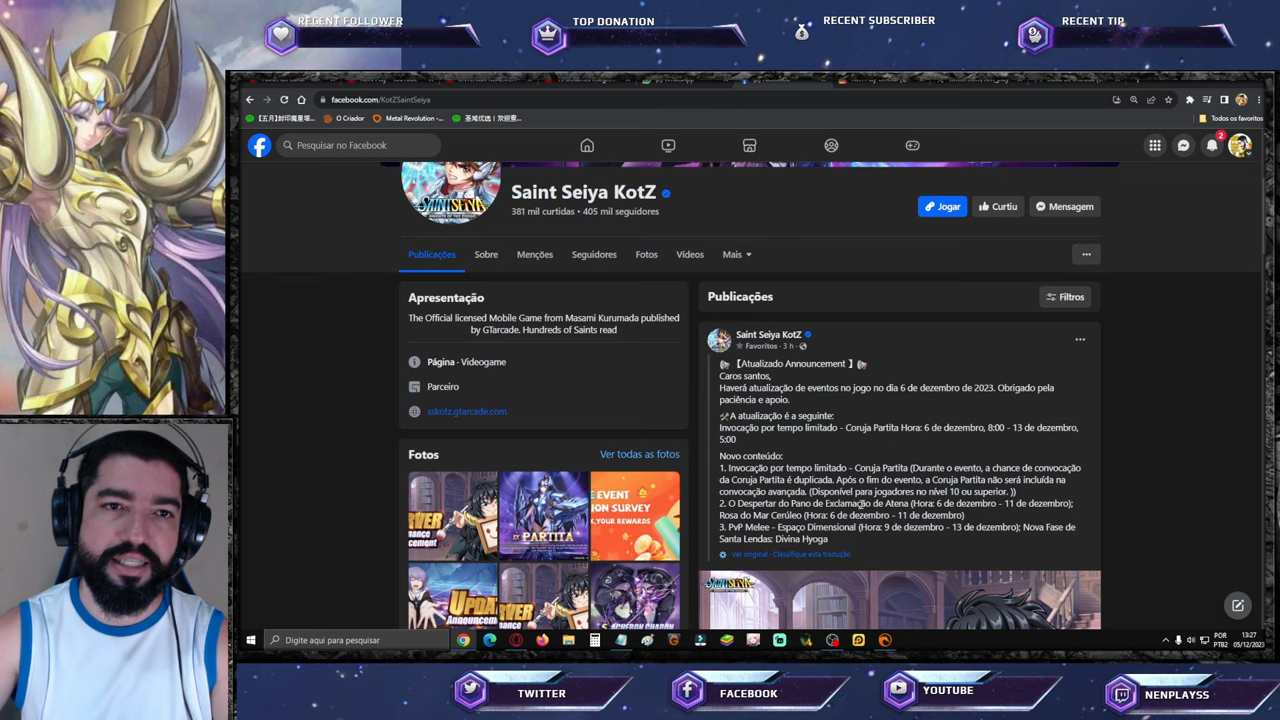 RECENT FOLLOWER
TOP DONATION
RECENT SUBSCRIBER
RECENT TIP
facebook.com/KotZSaintSeiya
O Criador
Metal Revolution -...
Todos os favoritos
Pesquisar no Facebook
2
Saint Seiya KotZ
381 mil curtidas • 405 mil seguidores
Jogar
Curtiu
Mensagem
Publicações
Sobre
Menções
Seguidores
Fotos
Vídeos
Mais
Apresentação
The Official licensed Mobile Game from Masami Kurumada published
by GTarcade. Hundreds of Saints read
Página · Videogame
Parceiro
sskotz.gtarcade.com
Fotos
Ver todas as fotos
Publicações
Filtros
Saint Seiya KotZ
Favoritos · 3 h ·
【Atualizado Announcement 】
Caros santos,
Haverá atualização de eventos no jogo no dia 6 de dezembro de 2023. Obrigado pela
paciência e apoio.
A atualização é a seguinte:
Invocação por tempo limitado - Coruja Partita Hora: 6 de dezembro, 8:00 - 13 de dezembro,
5:00
Novo conteúdo:
1. Invocação por tempo limitado - Coruja Partita (Durante o evento, a chance de convocação
da Coruja Partita é duplicada. Após o fim do evento, a Coruja Partita não será incluída na
convocação avançada. (Disponível para jogadores no nível 10 ou superior. ))
2. O Despertar do Pano de Exclamação de Atena (Hora: 6 de dezembro - 11 de dezembro);
Rosa do Mar Cerúleo (Hora: 6 de dezembro - 11 de dezembro)
3. PvP Melee - Espaço Dimensional (Hora: 9 de dezembro - 13 de dezembro); Nova Fase de
Santa Lendas: Divina Hyoga
Ver original · Classifique esta tradução
SAINT SEIYA
Digite aqui para pesquisar
POR
PTB2
13:27
05/12/2023
TWITTER
FACEBOOK
YOUTUBE
NENPLAYSS